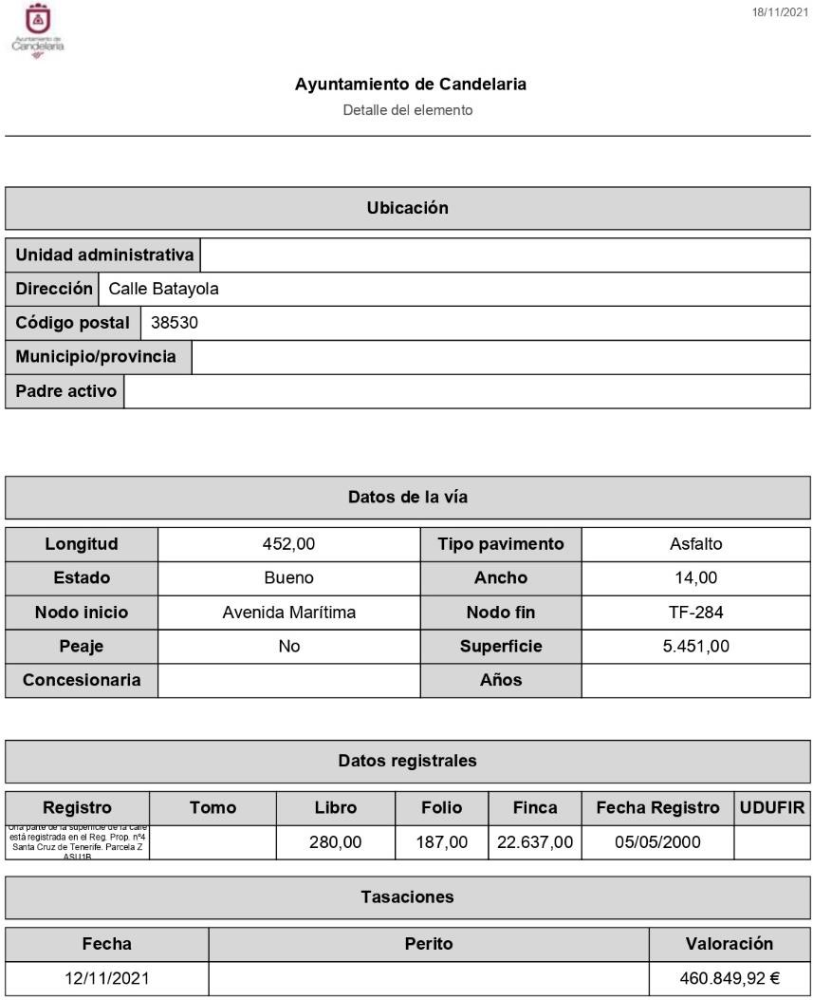 18/11/2021
Ayuntamiento de
Candelaria
Ayuntamiento de Candelaria
Detalle del elemento
Ubicación
Unidad administrativa
Dirección Calle Batayola
Código postal 38530
Municipio/provincia
Padre activo
Datos de la vía
Longitud 452,00 Tipo pavimento Asfalto
Estado Bueno Ancho 14,00
Nodo inicio Avenida Marítima Nodo fin TF-284
Peaje No Superficie 5.451,00
Concesionaria Años
Datos registrales
Registro Tomo Libro Folio Finca Fecha Registro UDUFIR
Una parte de la superficie de la calle
está registrada en el Reg. Prop. nº4
Santa Cruz de Tenerife. Parcela Z
ASU1B
280,00 187,00 22.637,00 05/05/2000
Tasaciones
Fecha Perito Valoración
12/11/2021 460.849,92 €